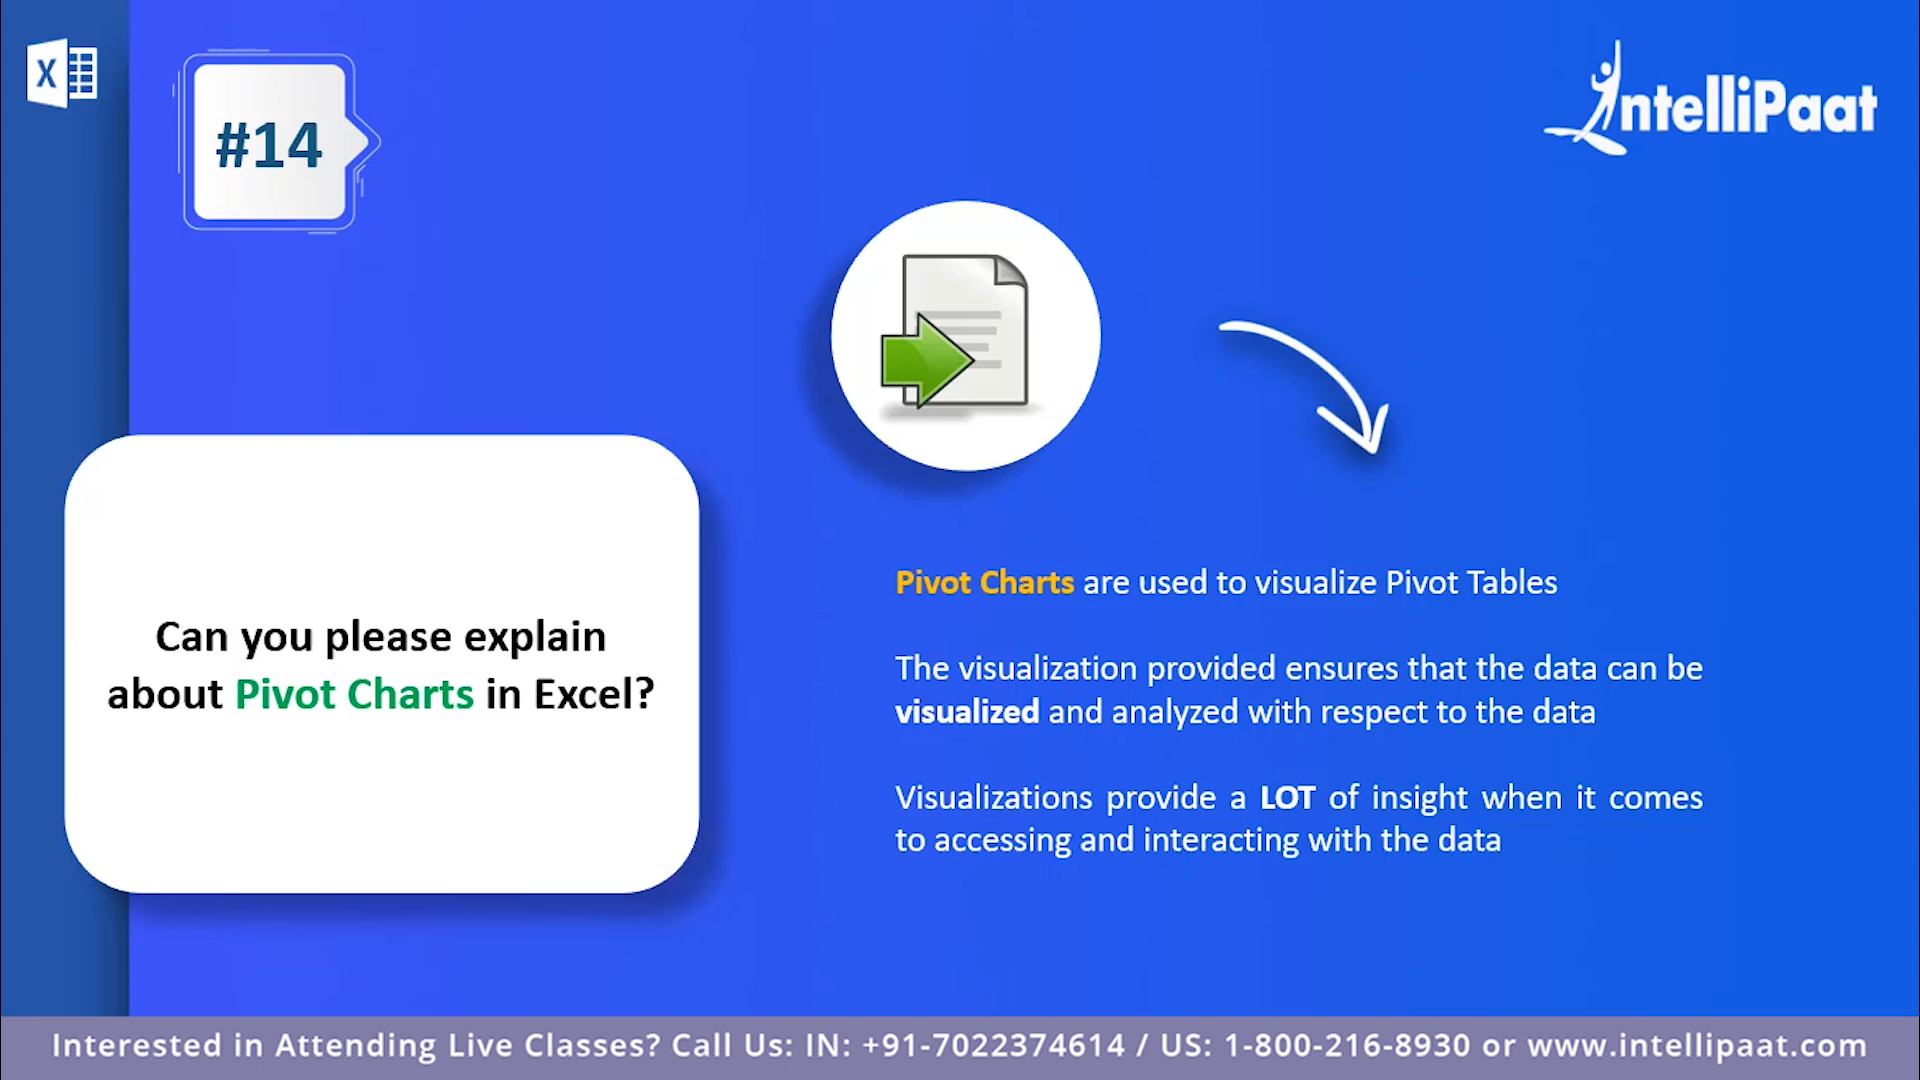 X
#14
IntelliPaat
Can you please explain
about Pivot Charts in Excel?
Pivot Charts are used to visualize Pivot Tables
The visualization provided ensures that the data can be
visualized and analyzed with respect to the data
Visualizations provide a LOT of insight when it comes
to accessing and interacting with the data
Interested in Attending Live Classes? Call Us: IN: +91-7022374614 / US: 1-800-216-8930 or www.intellipaat.com